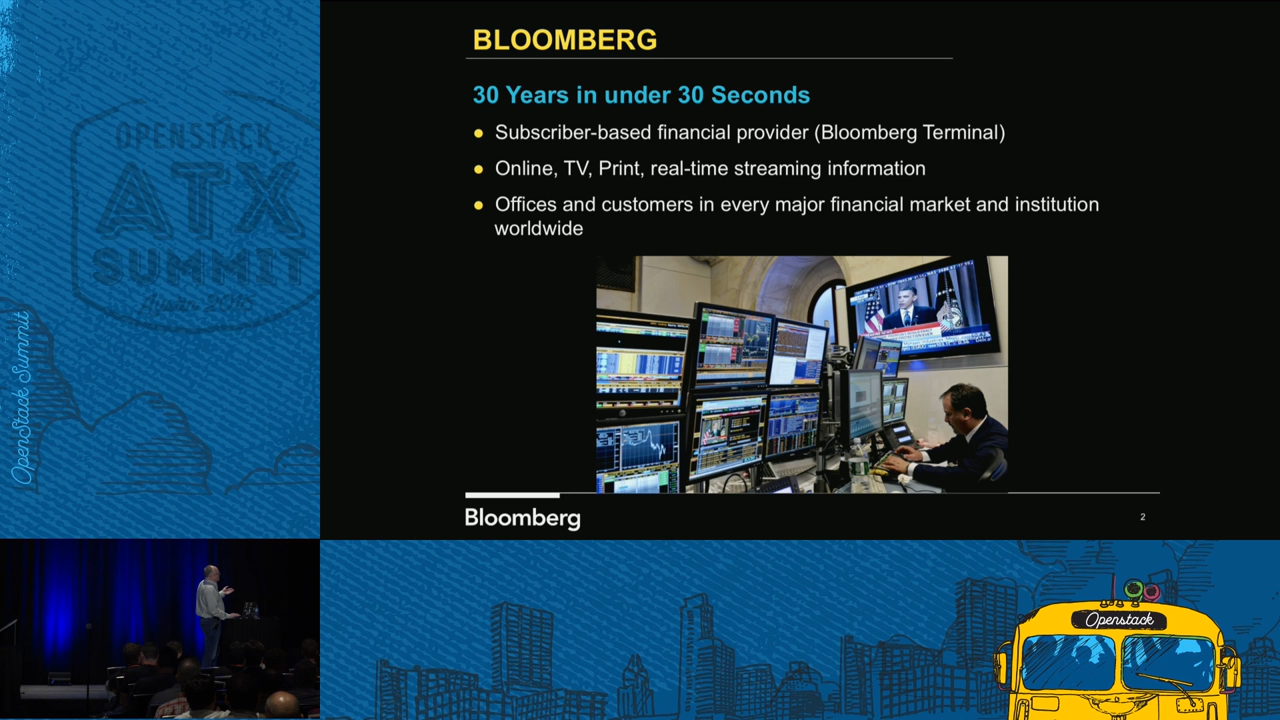 BLOOMBERG
30 Years in under 30 Seconds
Subscriber-based financial provider (Bloomberg Terminal)
Online, TV, Print, real-time streaming information
Offices and customers in every major financial market and institution
worldwide
Bloomberg
2
OPENSTACK
ATX
SUMMIT
OpenStack Summit
Openstack